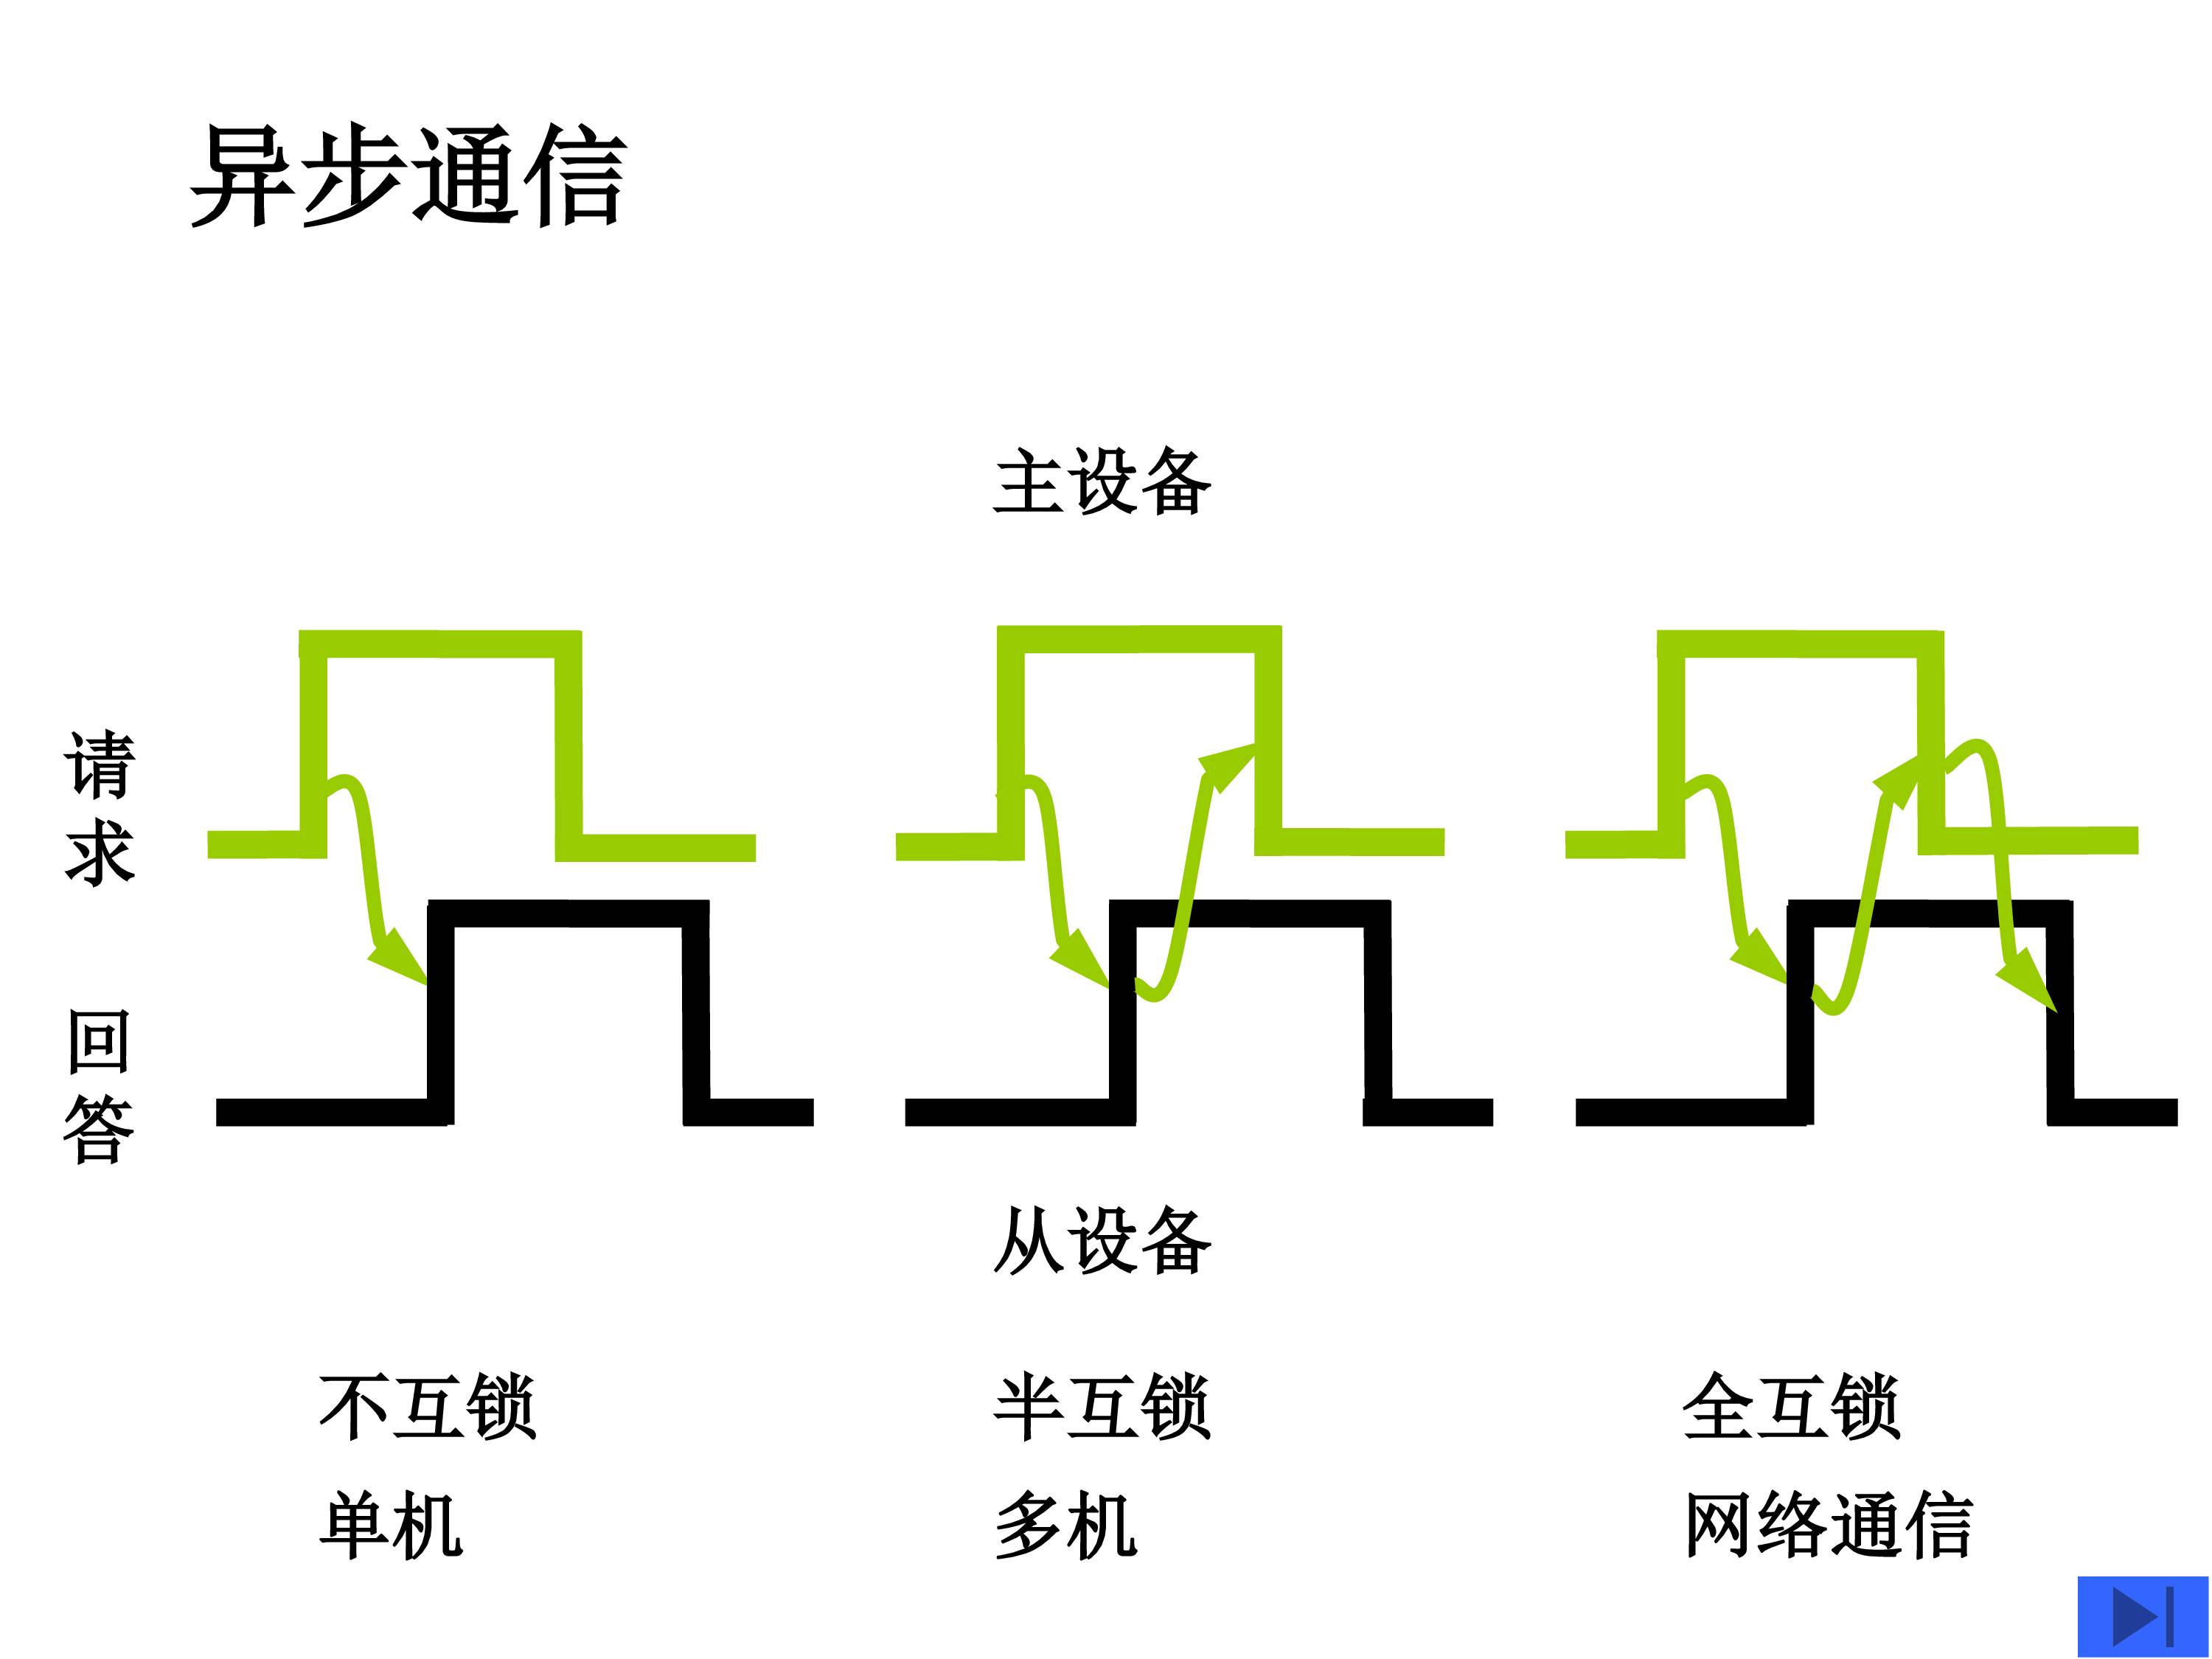 异步通信
主设备
请求
回答
从设备
不互锁 半互锁 全互锁
单机 多机 网络通信